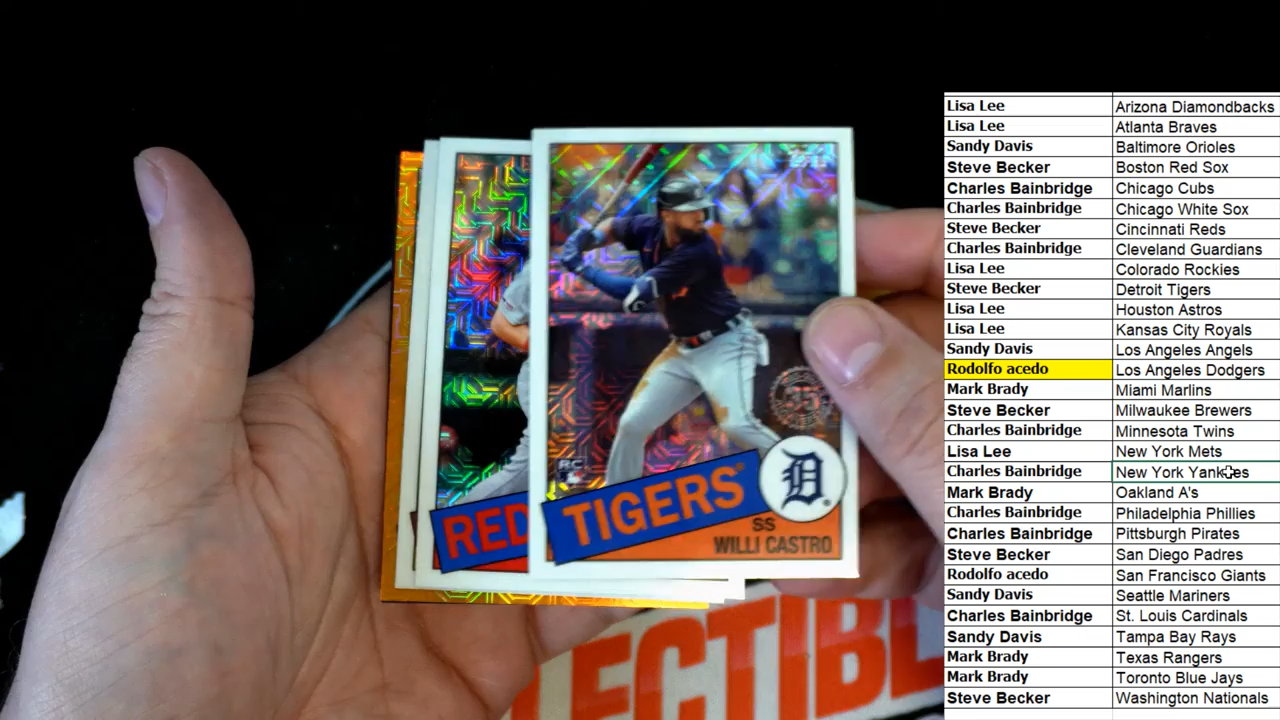 RC
RED
TIGERS
SS
WILLI CASTRO
D
35
LECTIBL
Lisa Lee Arizona Diamondbacks
Lisa Lee Atlanta Braves
Sandy Davis Baltimore Orioles
Steve Becker Boston Red Sox
Charles Bainbridge Chicago Cubs
Charles Bainbridge Chicago White Sox
Steve Becker Cincinnati Reds
Charles Bainbridge Cleveland Guardians
Lisa Lee Colorado Rockies
Steve Becker Detroit Tigers
Lisa Lee Houston Astros
Lisa Lee Kansas City Royals
Sandy Davis Los Angeles Angels
Rodolfo acedo Los Angeles Dodgers
Mark Brady Miami Marlins
Steve Becker Milwaukee Brewers
Charles Bainbridge Minnesota Twins
Lisa Lee New York Mets
Charles Bainbridge New York Yankees
Mark Brady Oakland A's
Charles Bainbridge Philadelphia Phillies
Charles Bainbridge Pittsburgh Pirates
Steve Becker San Diego Padres
Rodolfo acedo San Francisco Giants
Sandy Davis Seattle Mariners
Charles Bainbridge St. Louis Cardinals
Sandy Davis Tampa Bay Rays
Mark Brady Texas Rangers
Mark Brady Toronto Blue Jays
Steve Becker Washington Nationals